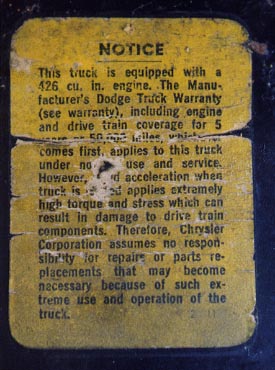 NOTICE
This truck is equipped with a
426 cu. in. engine. The Manu-
facturer's Dodge Truck Warranty
(see warranty), including engine
and drive train coverage for 5
or miles,
comes first, applies to this truck
under use and service.
However, acceleration when
truck is applies extremely
high torque and stress which can
result in damage to drive train
components. Therefore, Chrysler
Corporation assumes no respon-
sibility for repairs or parts re-
placements that may become
necessary because of such ex-
treme use and operation of the
truck.